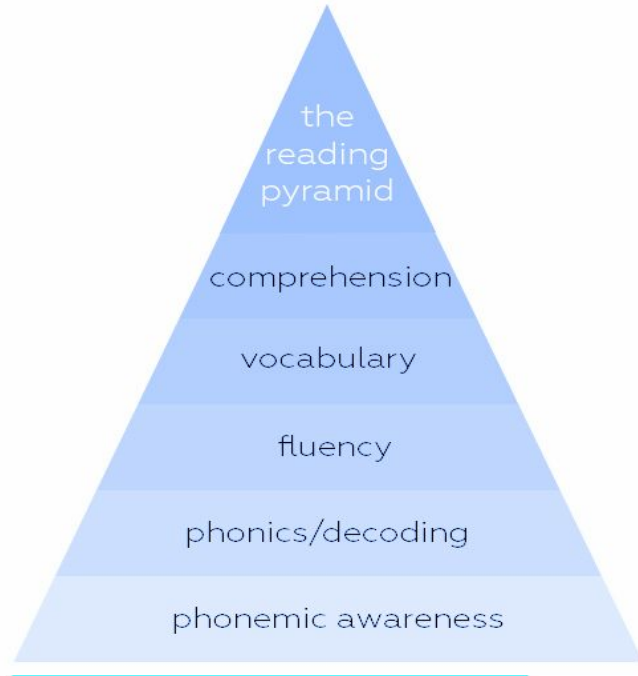 the
reading
pyramid
comprehension
vocabulary
fluency
phonics/decoding
phonemic awareness